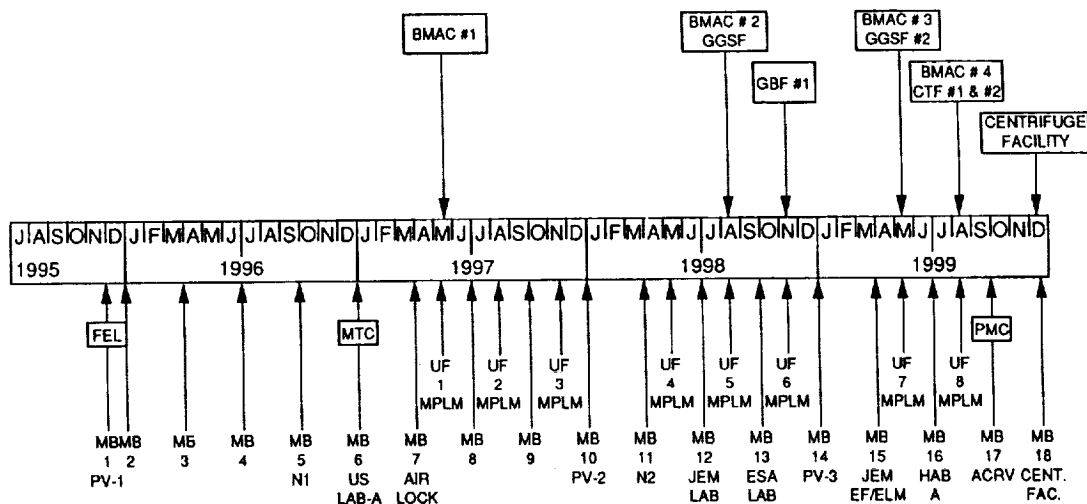 BMAC #1
BMAC # 2
GGSF
GBF #1
BMAC # 3
GGSF #2
BMAC # 4
CTF #1 & #2
CENTRIFUGE
FACILITY
J A S O N D J F M A M J J A S O N D J F M A M J J A S O N D J F M A M J J A S O N D J F M A M J J A S O N D
1995 1996 1997 1998 1999
FEL MTC PMC
UF UF UF UF UF UF UF UF
1 2 3 4 5 6 7 8
MPLM MPLM MPLM MPLM MPLM MPLM MPLM MPLM
MB MB MB MB MB MB MB MB MB MB MB MB MB MB MB MB MB MB
1 2 3 4 5 6 7 8 9 10 11 12 13 14 15 16 17 18
PV-1 N1 US AIR PV-2 N2 JEM ESA PV-3 JEM HAB ACRV CENT.
LAB-A LOCK LAB LAB EF/ELM A FAC.